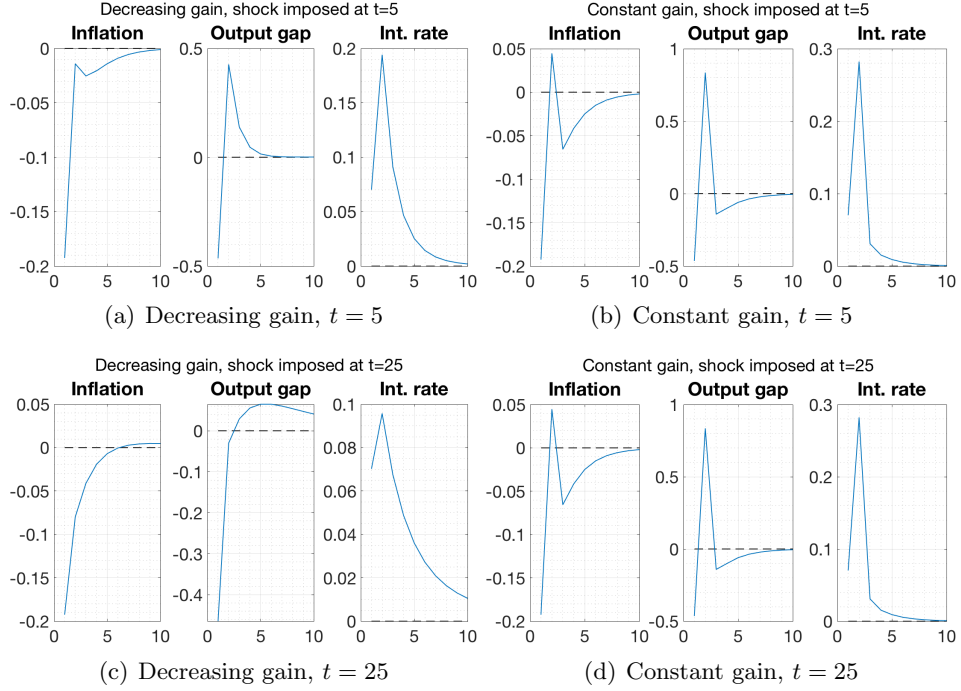 Decreasing gain, shock imposed at t=5
Inflation
Output gap
Int. rate
0
-0.05
-0.1
-0.15
-0.2
0 5 10
0.5
0
-0.5
0 5 10
0.2
0.15
0.1
0.05
0
0 5 10
(a) Decreasing gain, t = 5
Constant gain, shock imposed at t=5
Inflation
Output gap
Int. rate
0.05
0
-0.05
-0.1
-0.15
-0.2
0 5 10
1
0.5
0
-0.5
0 5 10
0.3
0.2
0.1
0
0 5 10
(b) Constant gain, t = 5
Decreasing gain, shock imposed at t=25
Inflation
Output gap
Int. rate
0.05
0
-0.05
-0.1
-0.15
-0.2
0 5 10
0
-0.1
-0.2
-0.3
-0.4
0 5 10
0.1
0.08
0.06
0.04
0.02
0
0 5 10
(c) Decreasing gain, t = 25
Constant gain, shock imposed at t=25
Inflation
Output gap
Int. rate
0.05
0
-0.05
-0.1
-0.15
-0.2
0 5 10
1
0.5
0
-0.5
0 5 10
0.3
0.2
0.1
0
0 5 10
(d) Constant gain, t = 25